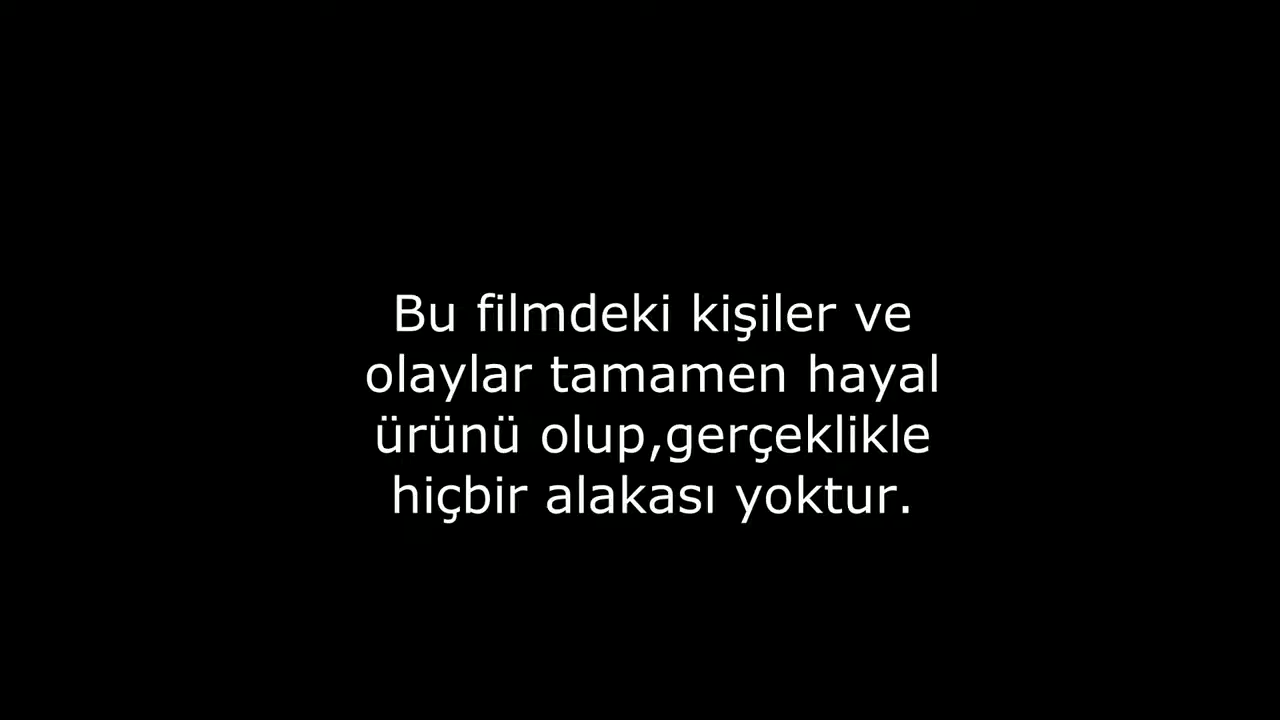 Bu filmdeki kişiler ve
olaylar tamamen hayal
ürünü olup,gerçeklikle
hiçbir alakası yoktur.